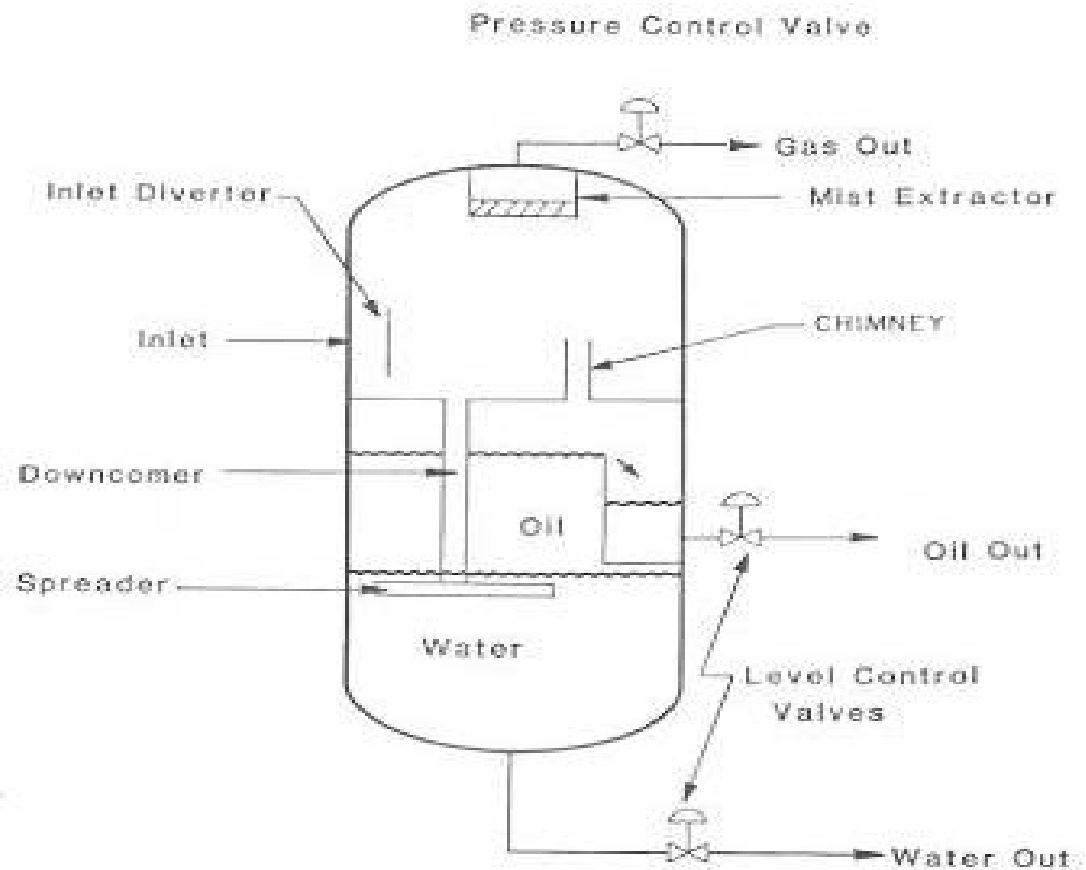 Pressure Control Valve
Gas Out
Inlet Diverter
Mist Extractor
Inlet
CHIMNEY
Downcomer
Oil
Oil Out
Spreader
Water
Level Control
Valves
Water Out